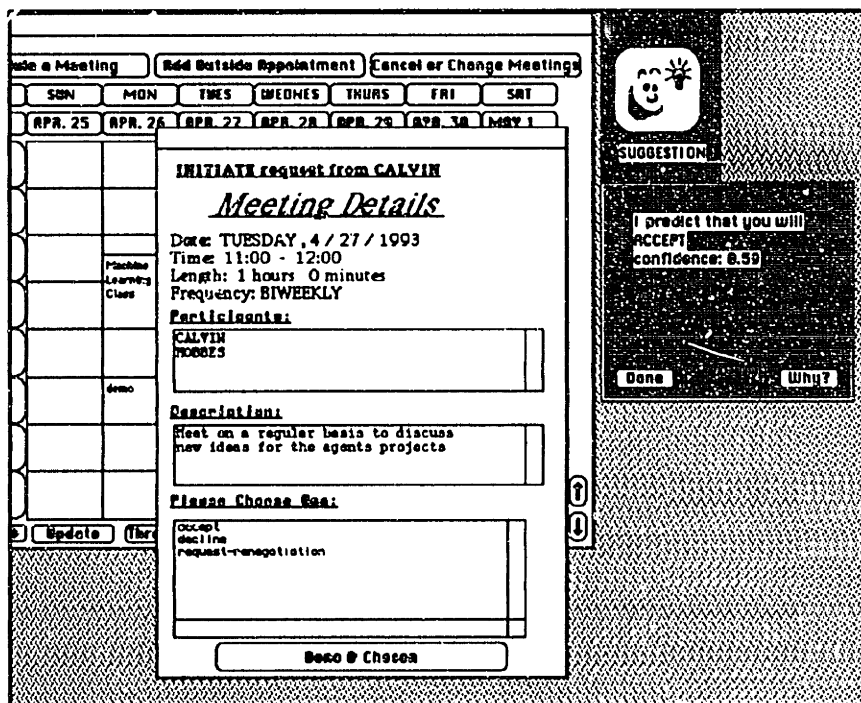 a Meeting
Add Outside Appointment
Cancel or Change Meetings
SUN MON TUES WEDNES THURS FRI SAT
APR. 25 APR. 26 APR. 27 APR. 28 APR. 29 APR. 30 MAY 1
INITIATE request from CALVIN
Meeting Details
Date: TUESDAY, 4 / 27 / 1993
Time: 11:00 - 12:00
Length: 1 hours 0 minutes
Frequency: BIWEEKLY
Participants:
CALVIN
HOBBES
Description:
Meet on a regular basis to discuss
new ideas for the agents projects
Please Choose One:
accept
decline
request-renegotiation
Machine
Learning
Class
demo
Update
SUGGESTION
I predict that you will
ACCEPT
confidence: 0.59
Done
Why?